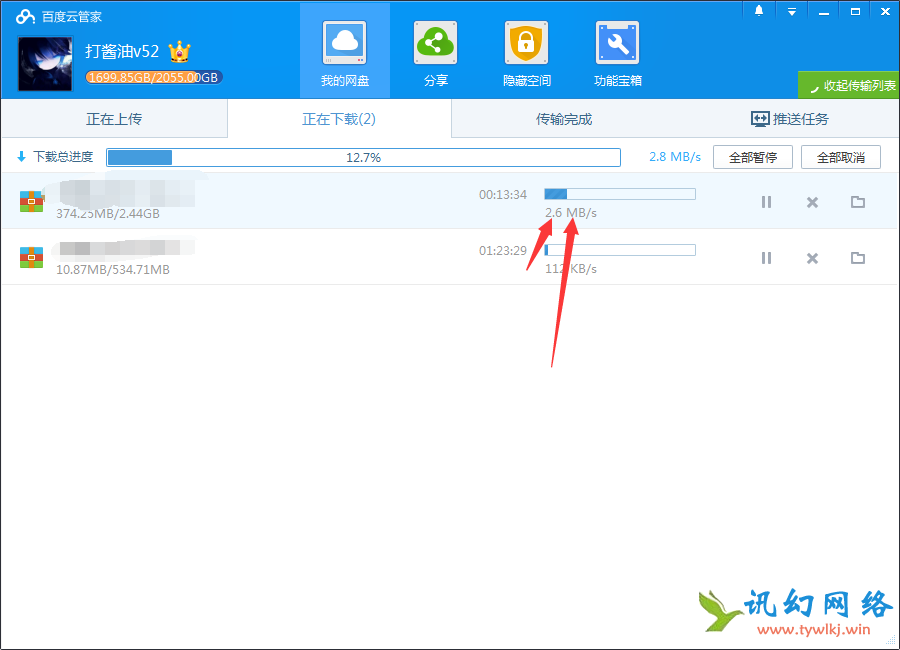 百度云管家
打酱油v52
1699.85GB/2055.00GB
我的网盘
分享
隐藏空间
功能宝箱
收起传输列表
正在上传
正在下载(2)
传输完成
推送任务
下载总进度
12.7%
2.8 MB/s
全部暂停
全部取消
374.25MB/2.44GB
00:13:34
2.6 MB/s
10.87MB/534.71MB
01:23:29
112 KB/s
讯幻网络
www.tywlkj.win